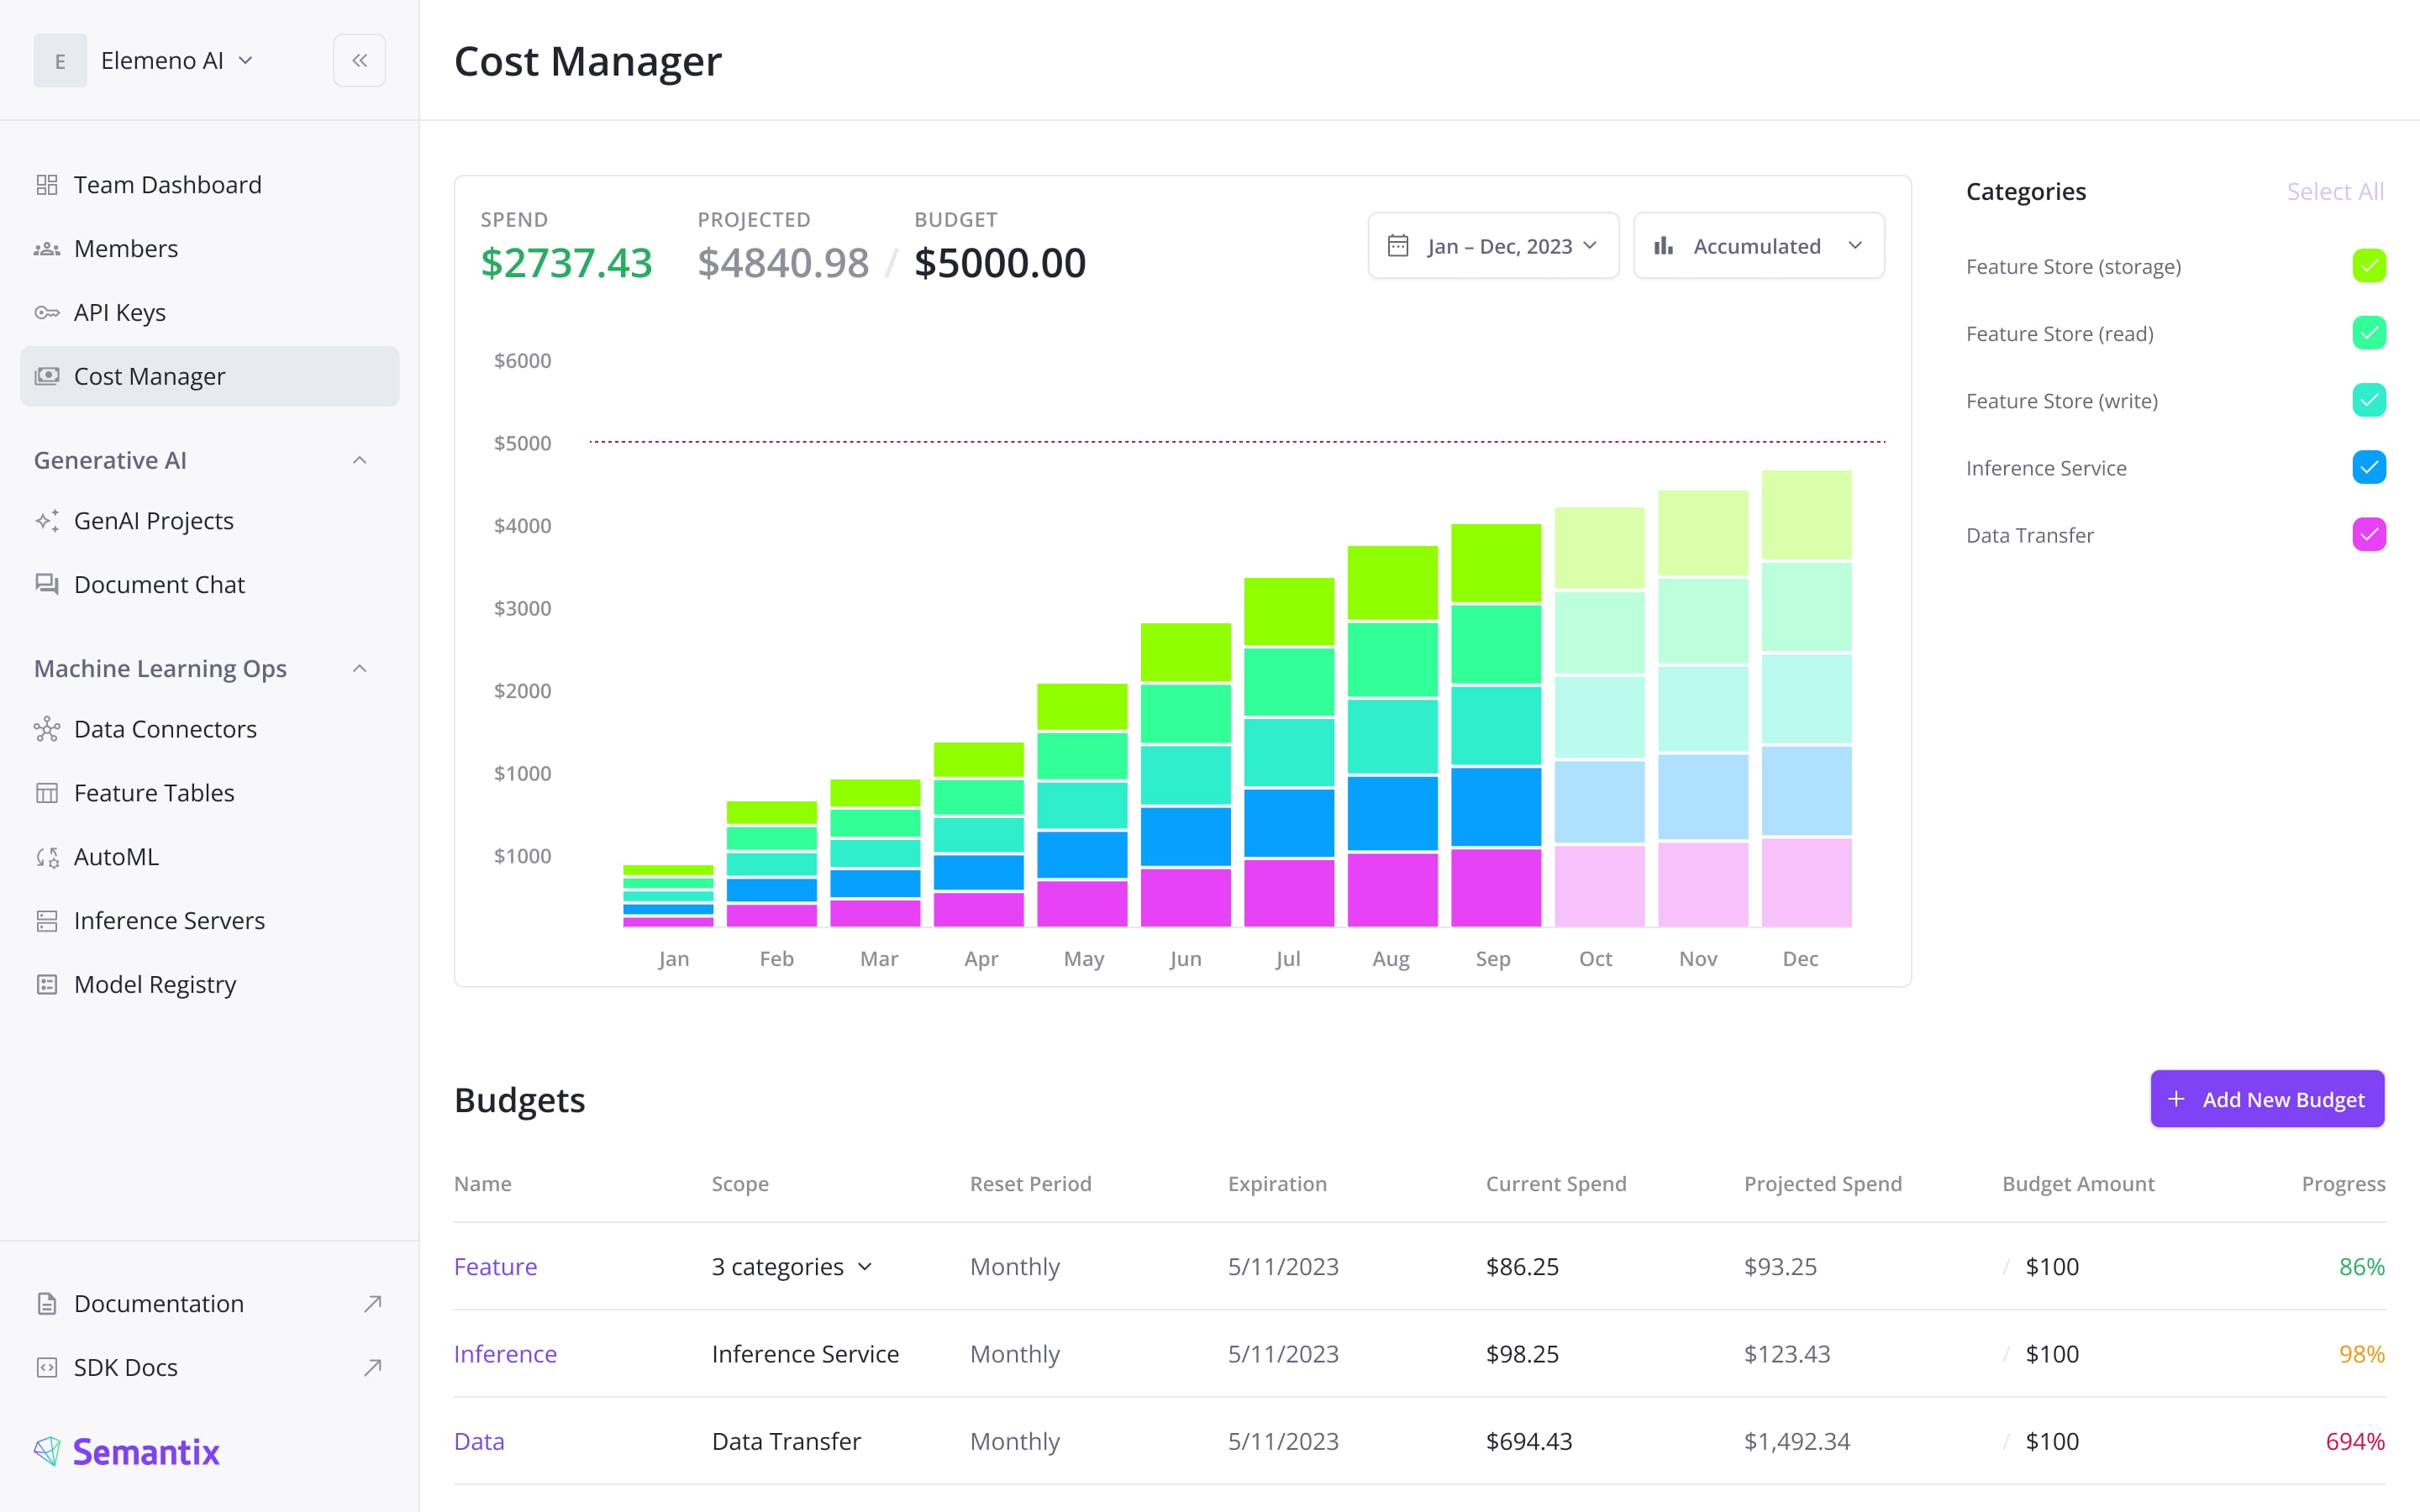 E Elemeno AI
Team Dashboard
Members
API Keys
Cost Manager
Generative AI
GenAI Projects
Document Chat
Machine Learning Ops
Data Connectors
Feature Tables
AutoML
Inference Servers
Model Registry
Documentation
SDK Docs
Semantix
Cost Manager
SPEND PROJECTED BUDGET
$2737.43 $4840.98 / $5000.00
Jan – Dec, 2023 Accumulated
$6000
$5000
$4000
$3000
$2000
$1000
$1000
Jan Feb Mar Apr May Jun Jul Aug Sep Oct Nov Dec
Categories Select All
Feature Store (storage)
Feature Store (read)
Feature Store (write)
Inference Service
Data Transfer
Budgets
+ Add New Budget
Name Scope Reset Period Expiration Current Spend Projected Spend Budget Amount Progress
Feature 3 categories Monthly 5/11/2023 $86.25 $93.25 / $100 86%
Inference Inference Service Monthly 5/11/2023 $98.25 $123.43 / $100 98%
Data Data Transfer Monthly 5/11/2023 $694.43 $1,492.34 / $100 694%